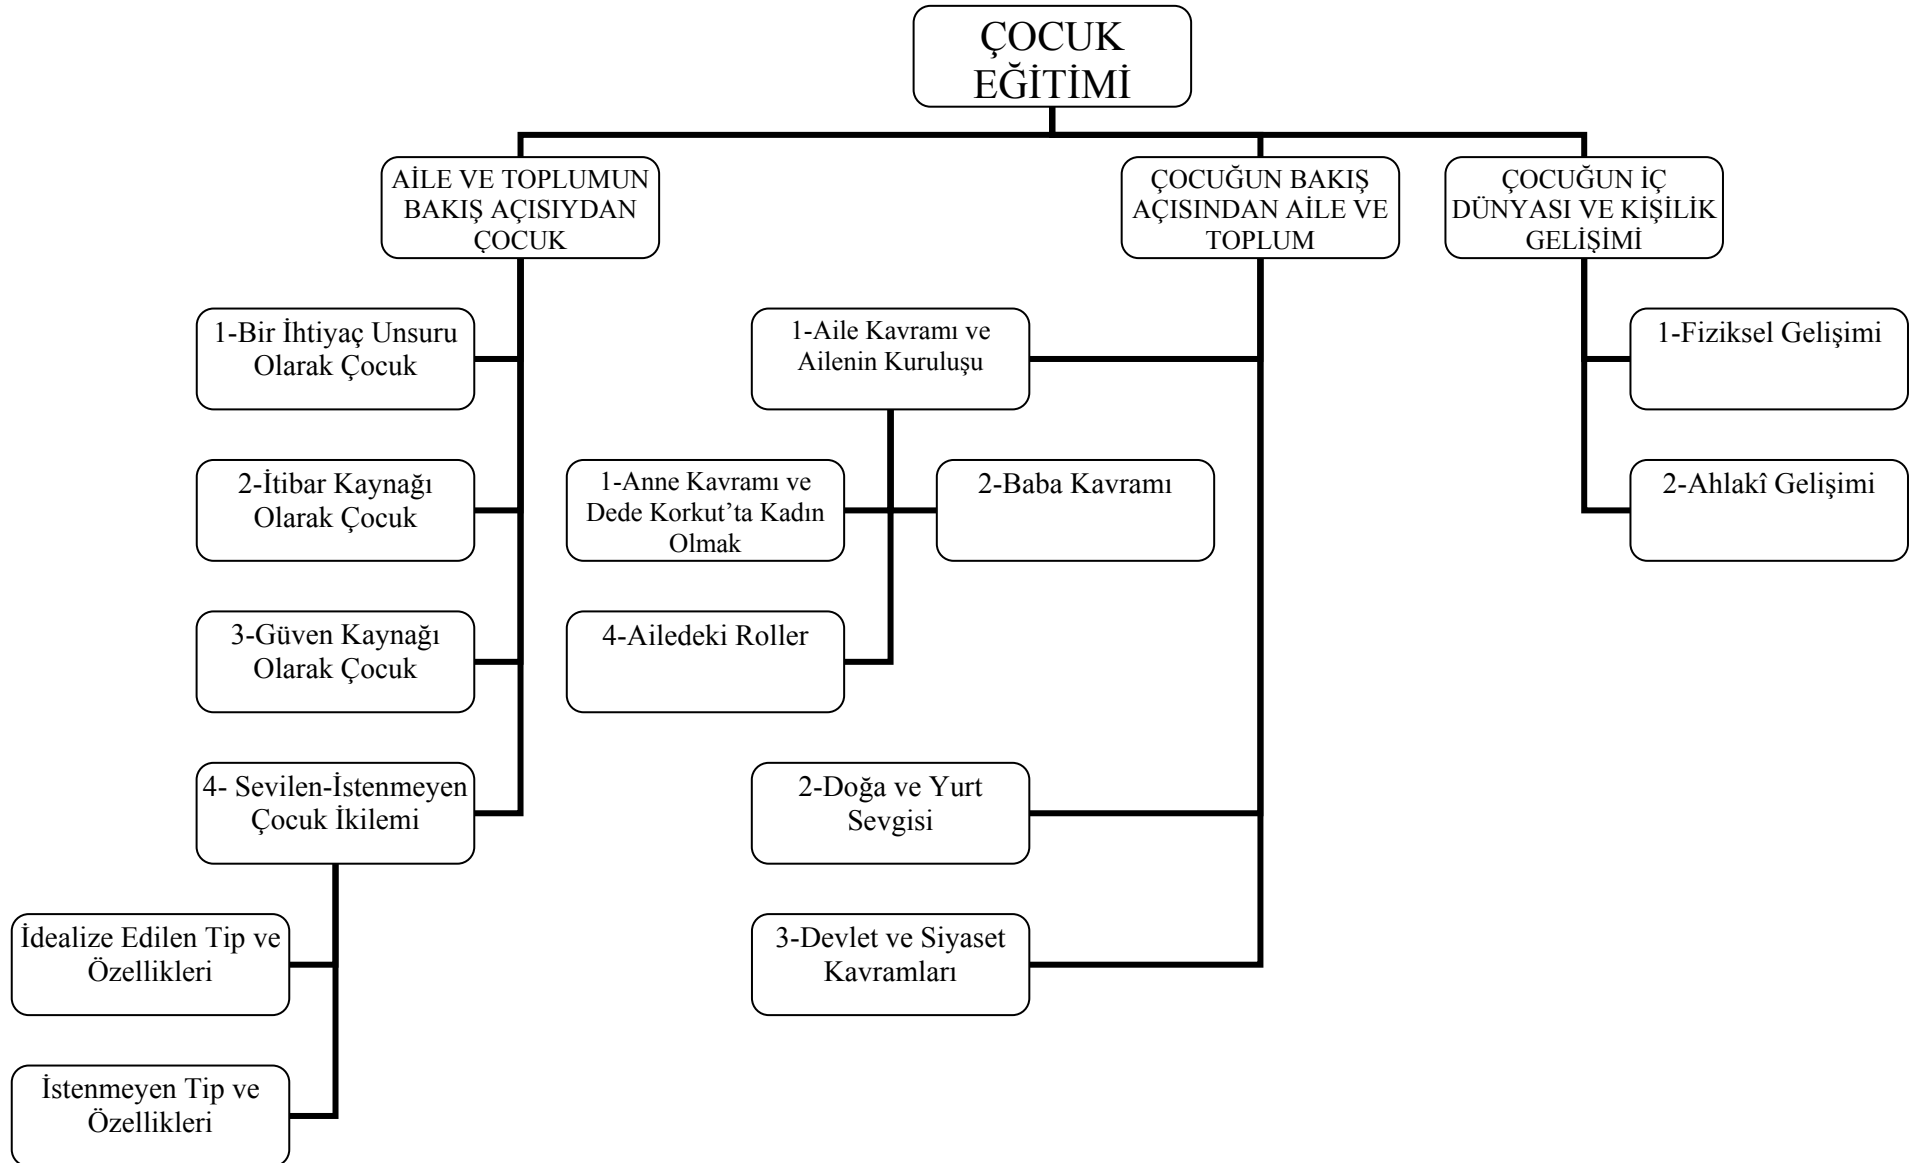 ÇOCUK
EĞİTİMİ
AİLE VE TOPLUMUN
BAKIŞ AÇISIYDAN
ÇOCUK
ÇOCUĞUN BAKIŞ
AÇISINDAN AİLE VE
TOPLUM
ÇOCUĞUN İÇ
DÜNYASI VE KİŞİLİK
GELİŞİMİ
1-Bir İhtiyaç Unsuru
Olarak Çocuk
1-Aile Kavramı ve
Ailenin Kuruluşu
1-Fiziksel Gelişimi
2-İtibar Kaynağı
Olarak Çocuk
1-Anne Kavramı ve
Dede Korkut’ta Kadın
Olmak
2-Baba Kavramı
2-Ahlakî Gelişimi
3-Güven Kaynağı
Olarak Çocuk
4-Ailedeki Roller
4- Sevilen-İstenmeyen
Çocuk İkilemi
2-Doğa ve Yurt
Sevgisi
İdealize Edilen Tip ve
Özellikleri
3-Devlet ve Siyaset
Kavramları
İstenmeyen Tip ve
Özellikleri